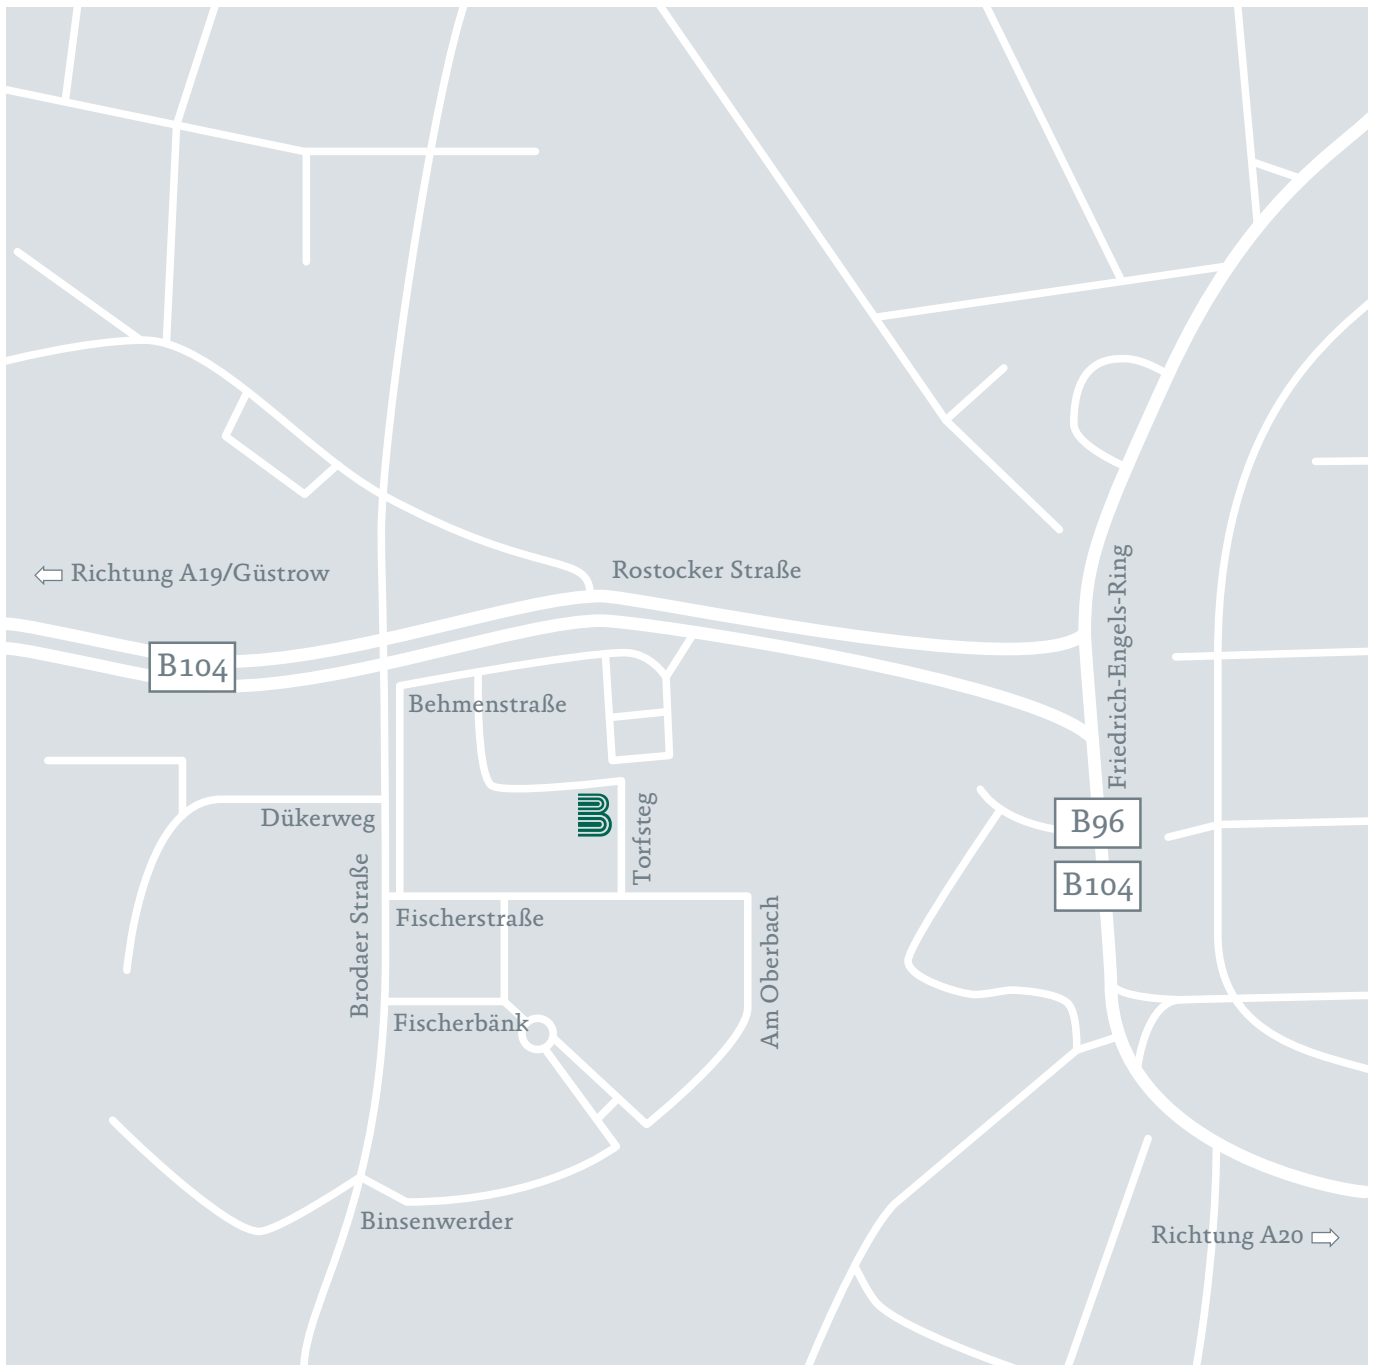 Rostocker Straße
Richtung A19/Güstrow
Friedrich-Engels-Ring
B104
Behmenstraße
Dükerweg
Torfsteg
B96
B104
Brodaer Straße
Fischerstraße
Am Oberbach
Fischerbänk
Binsenwerder
Richtung A20